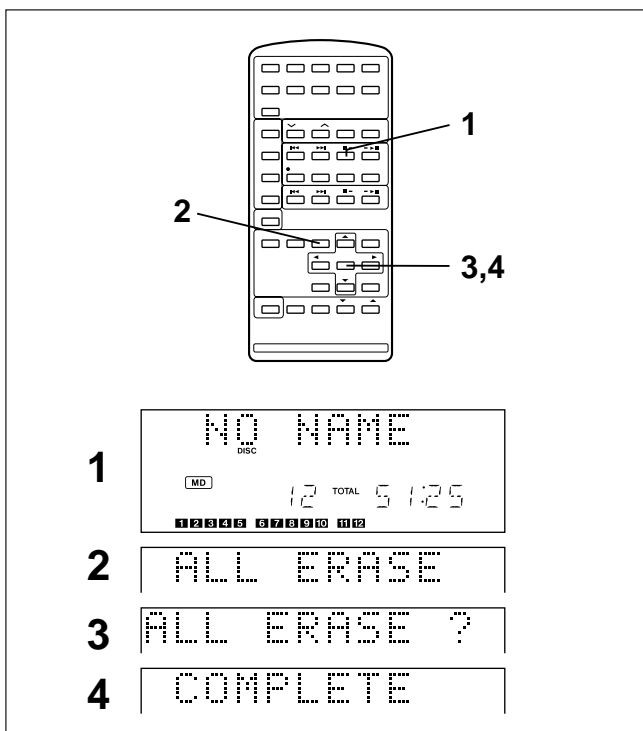 1
2
3,4
1
NO NAME
DISC
MD
12 TOTAL 51:25
1 2 3 4 5 6 7 8 9 10 11 12
2
ALL ERASE
3
ALL ERASE ?
4
COMPLETE